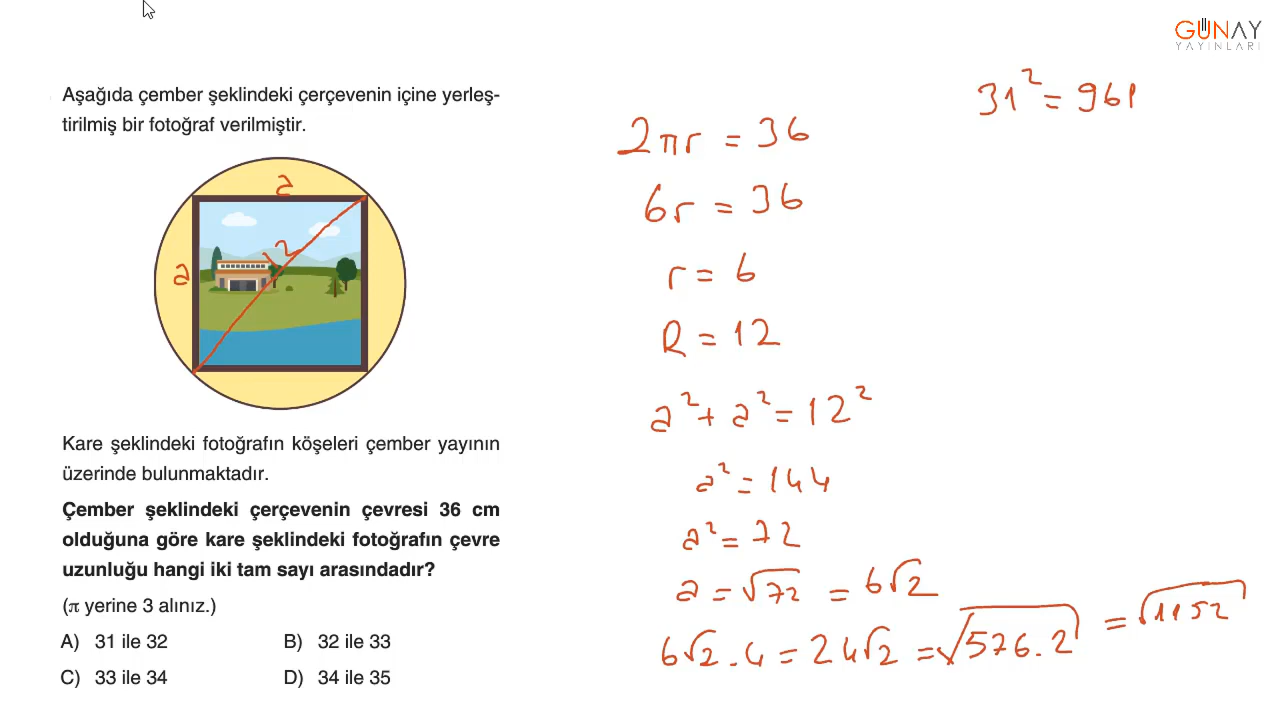 GÜNAY
YAYINLARI
Aşağıda çember şeklindeki çerçevenin içine yerleş-
tirilmiş bir fotoğraf verilmiştir.
a
a
12
Kare şeklindeki fotoğrafın köşeleri çember yayının
üzerinde bulunmaktadır.
Çember şeklindeki çerçevenin çevresi 36 cm
olduğuna göre kare şeklindeki fotoğrafın çevre
uzunluğu hangi iki tam sayı arasındadır?
(π yerine 3 alınız.)
A) 31 ile 32 B) 32 ile 33
C) 33 ile 34 D) 34 ile 35
2πr = 36
6r = 36
r = 6
R = 12
a² + a² = 12²
a² = 144
a² = 72
a = √72 = 6√2
6√2 . 4 = 24√2 = √576.2 = √1152
31² = 961